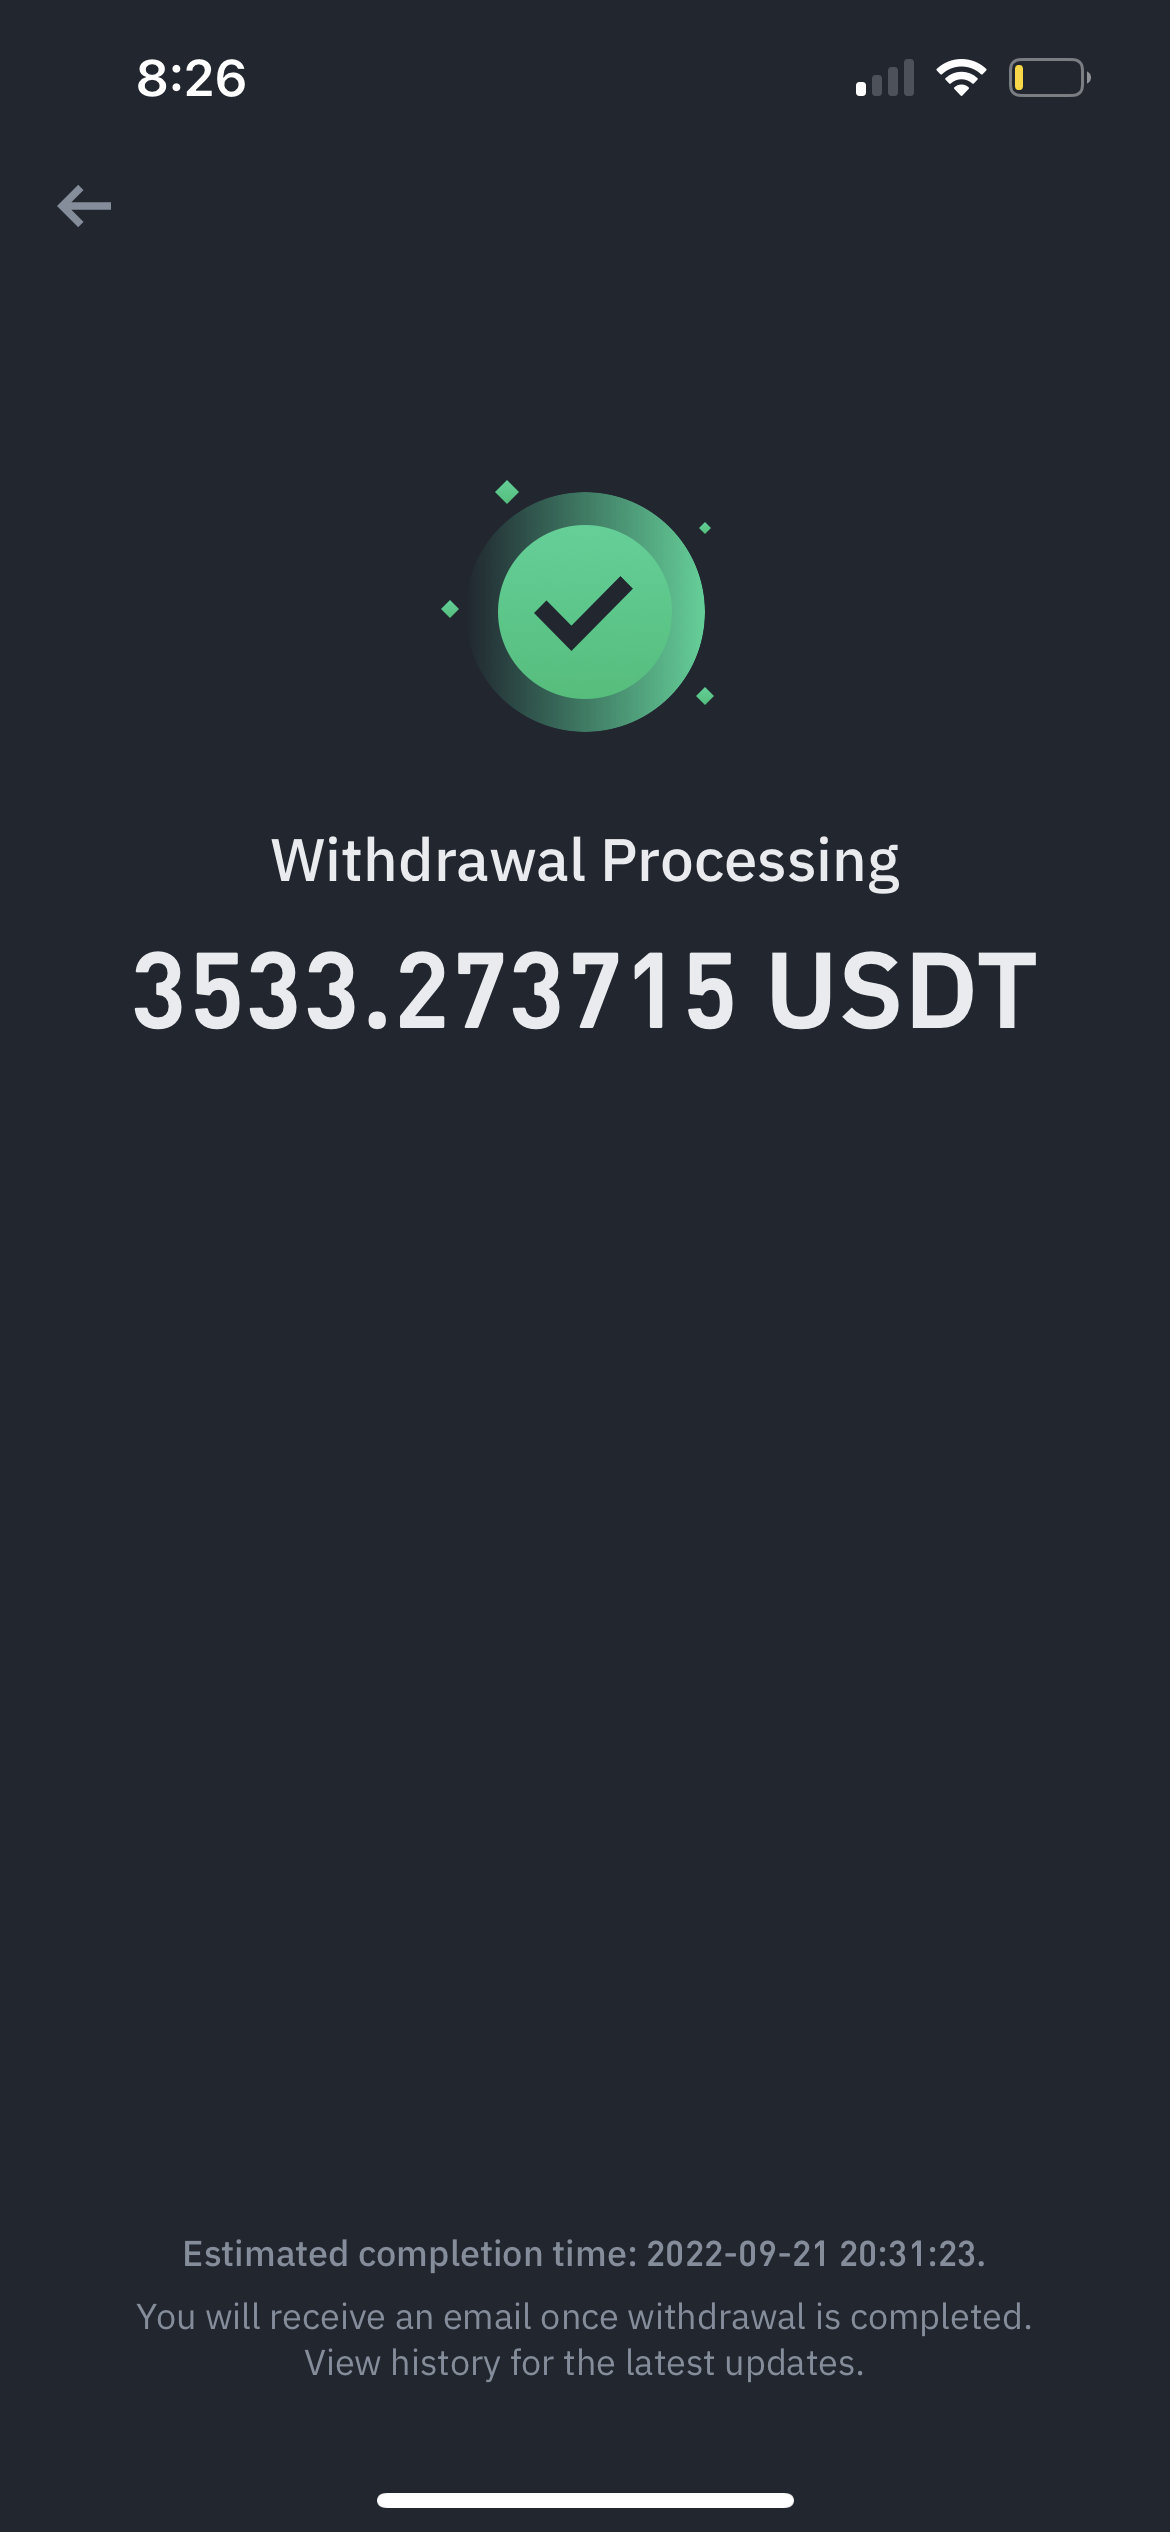 8:26
Withdrawal Processing
3533.273715 USDT
Estimated completion time: 2022-09-21 20:31:23.
You will receive an email once withdrawal is completed.
View history for the latest updates.